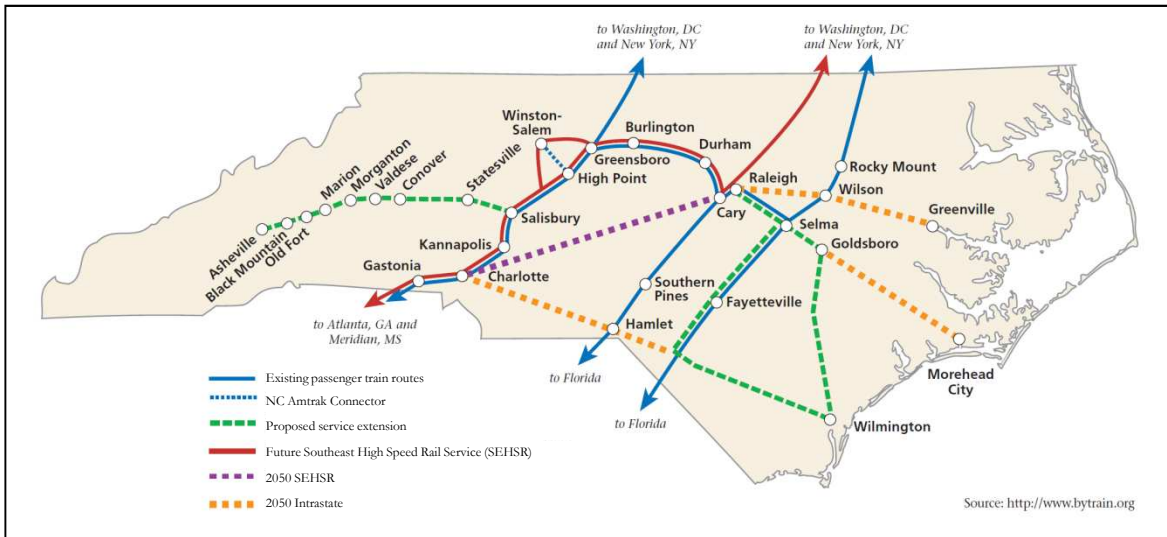 to Washington, DC
and New York, NY
to Washington, DC
and New York, NY
Winston-
Salem
Burlington
Durham
Greensboro
High Point
Raleigh
Rocky Mount
Wilson
Cary
Greenville
Selma
Goldsboro
Statesville
Conover
Valdese
Morganton
Marion
Old Fort
Black Mountain
Asheville
Salisbury
Kannapolis
Gastonia
Charlotte
Southern
Pines
Fayetteville
Hamlet
to Atlanta, GA and
Meridian, MS
to Florida
to Florida
Morehead
City
Wilmington
Existing passenger train routes
NC Amtrak Connector
Proposed service extension
Future Southeast High Speed Rail Service (SEHSR)
2050 SEHSR
2050 Intrastate
Source: http://www.bytrain.org